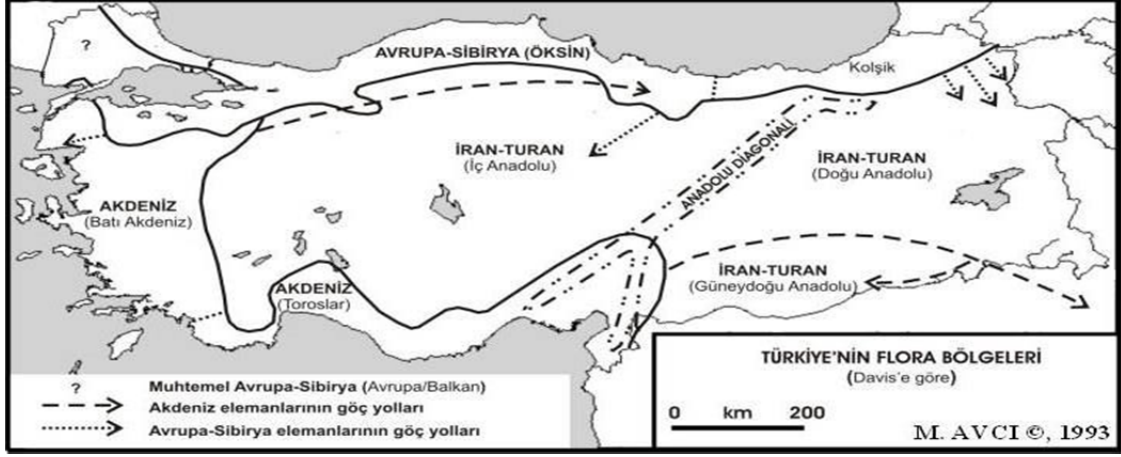 ?
AVRUPA-SİBİRYA (ÖKSİN)
Kolşik
İRAN-TURAN
(İç Anadolu)
ANADOLU DİAGONALİ
İRAN-TURAN
(Doğu Anadolu)
AKDENİZ
(Batı Akdeniz)
AKDENİZ
(Toroslar)
İRAN-TURAN
(Güneydoğu Anadolu)
? Muhtemel Avrupa-Sibirya (Avrupa/Balkan)
Akdeniz elemanlarının göç yolları
Avrupa-Sibirya elemanlarının göç yolları
TÜRKİYE'NİN FLORA BÖLGELERİ
(Davis'e göre)
0 km 200
M. AVCI ©, 1993